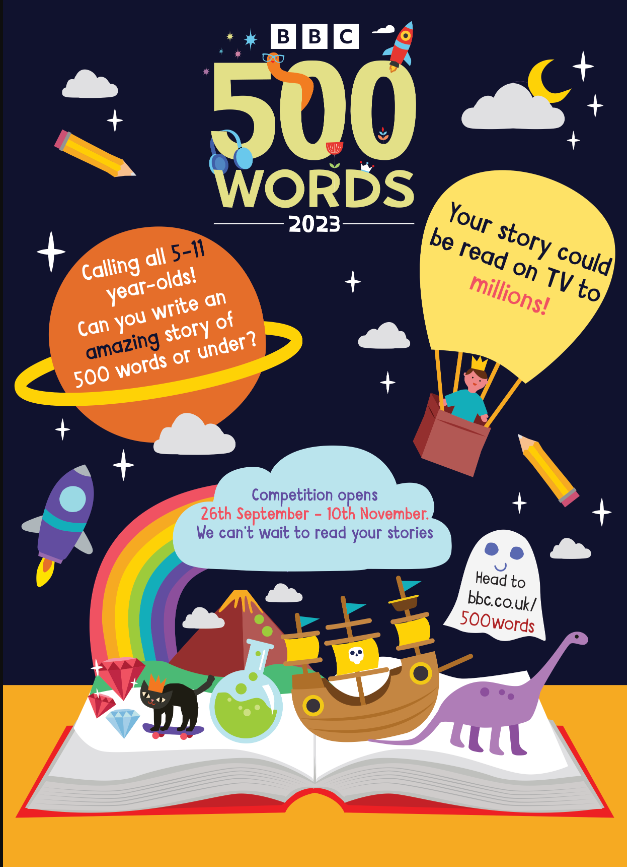 BBC
500
WORDS
2023
Calling all 5-11
year-olds!
Can you write an
amazing story of
500 words or under?
Your story could
be read on TV to
millions!
Competition opens
26th September - 10th November.
We can't wait to read your stories
Head to
bbc.co.uk/
500words